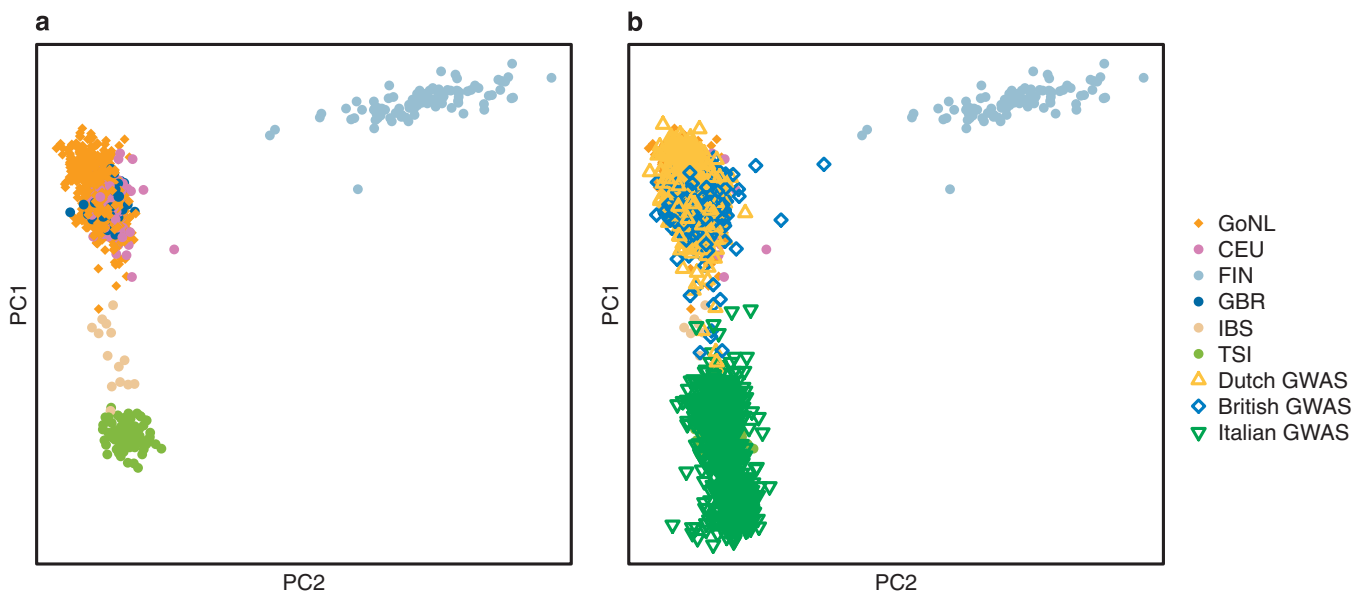 a
b
PC1
PC2
PC1
PC2
GoNL
CEU
FIN
GBR
IBS
TSI
Dutch GWAS
British GWAS
Italian GWAS